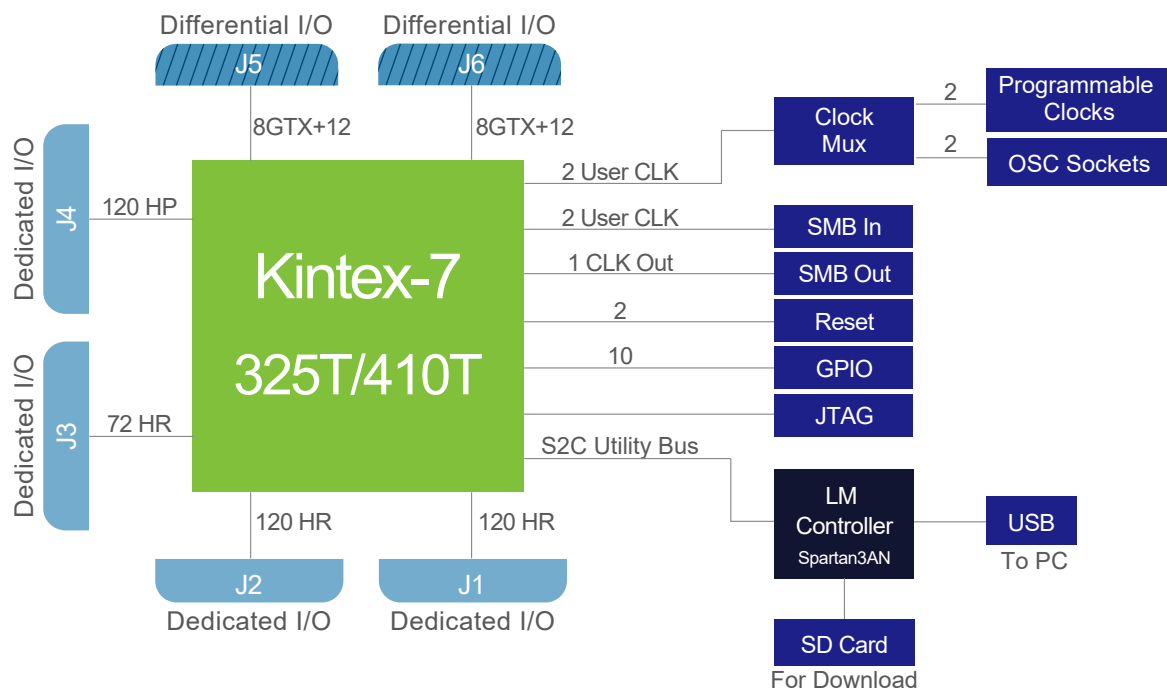 Differential I/O
Differential I/O
J5
J6
8GTX+12
8GTX+12
Dedicated I/O
J4
120 HP
Dedicated I/O
J3
72 HR
Kintex-7
325T/410T
2 User CLK
Clock
Mux
2
Programmable
Clocks
2
OSC Sockets
2 User CLK
SMB In
1 CLK Out
SMB Out
2
Reset
10
GPIO
JTAG
S2C Utility Bus
LM
Controller
Spartan3AN
USB
To PC
SD Card
For Download
120 HR
120 HR
J2
J1
Dedicated I/O
Dedicated I/O